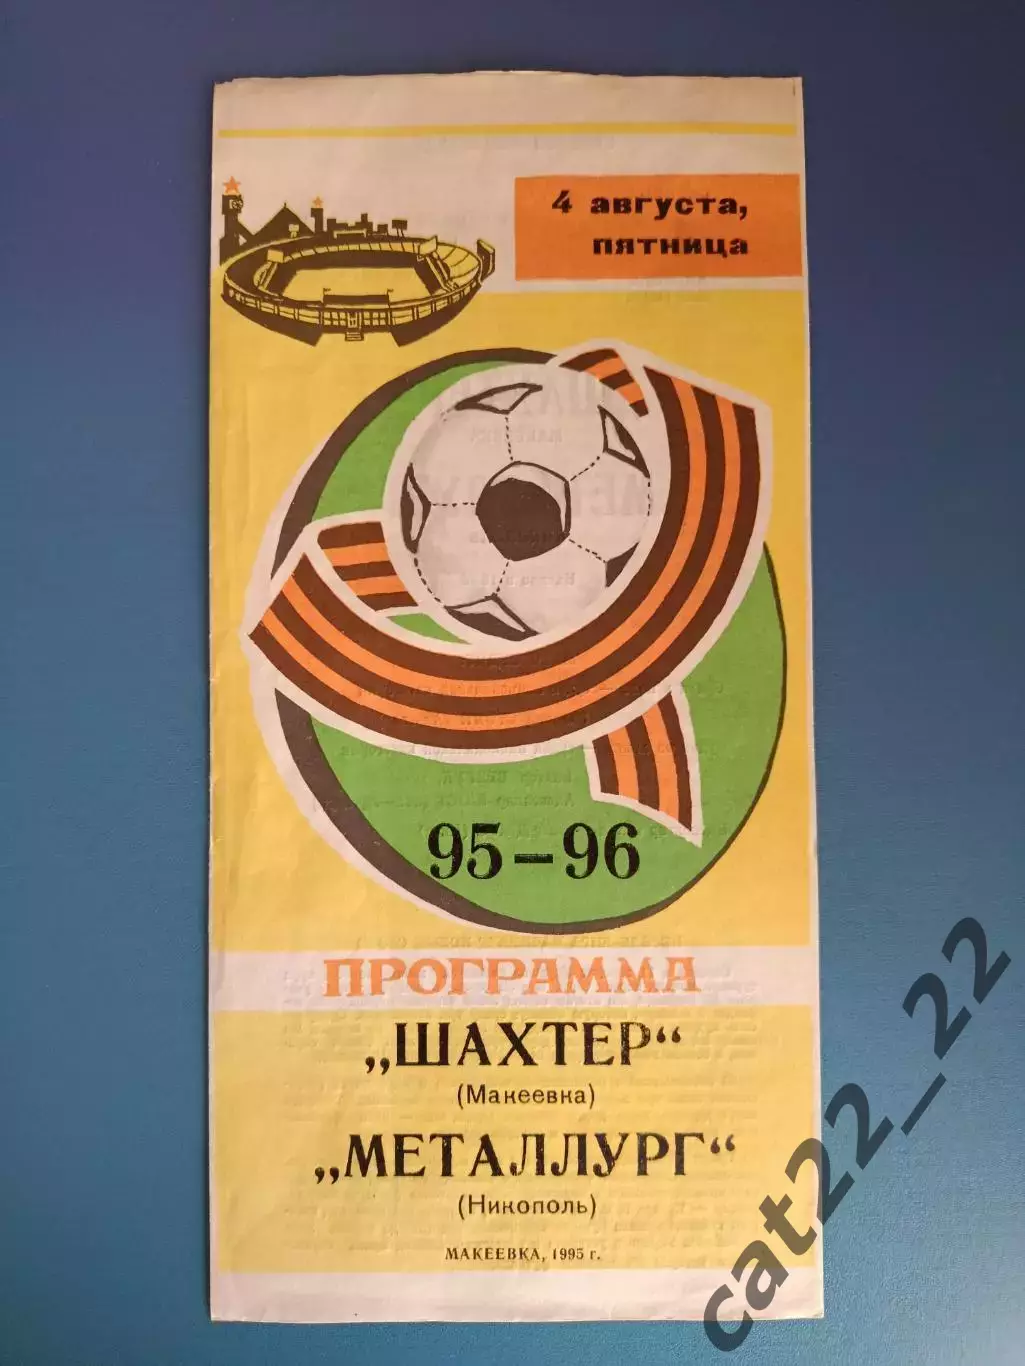 4 августа,
пятница
95-96
ПРОГРАММА
„ШАХТЕР“
(Макеевка)
„МЕТАЛЛУРГ“
(Никополь)
МАКЕЕВКА, 1995 г.
cat22_22